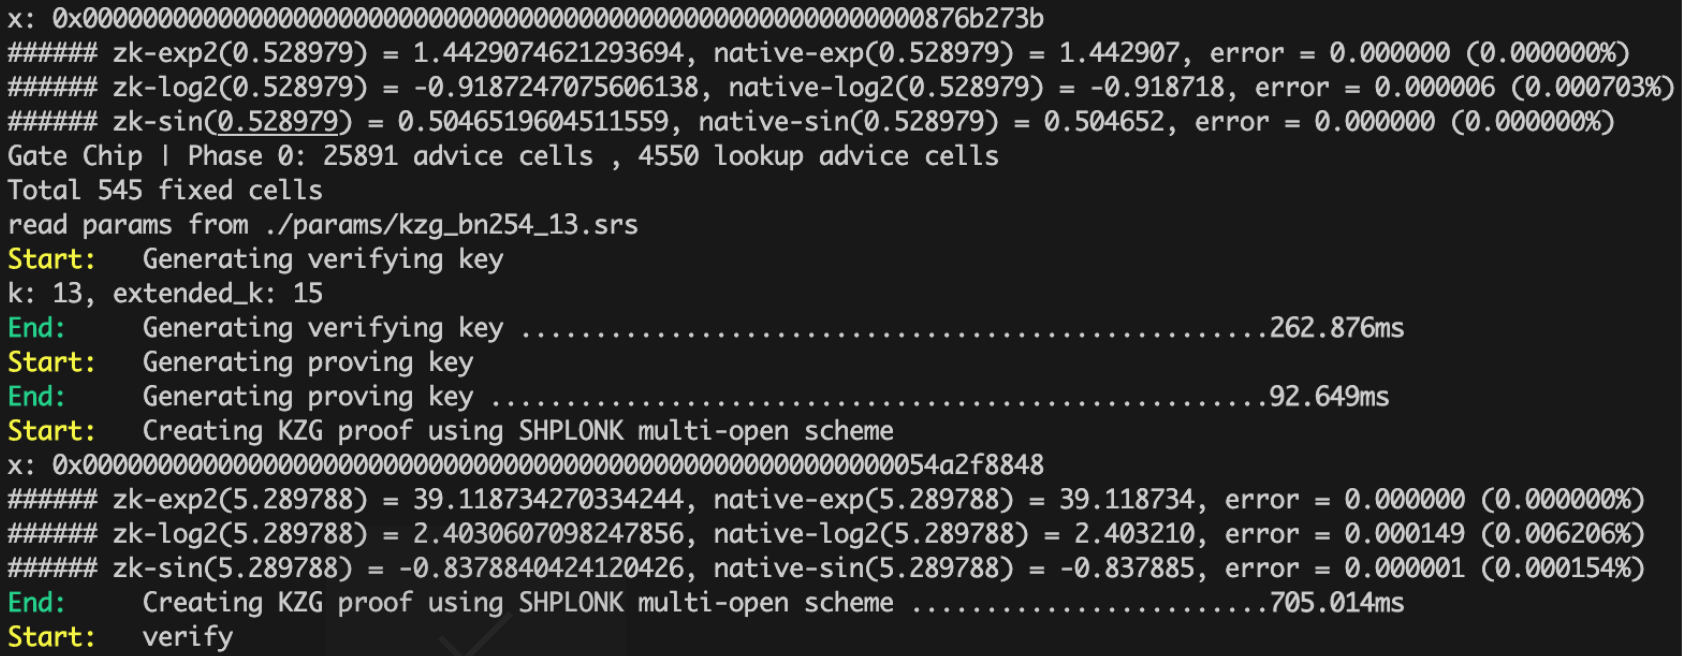 x: 0x00000000000000000000000000000000000000000000000000000000876b273b
###### zk-exp2(0.528979) = 1.4429074621293694, native-exp(0.528979) = 1.442907, error = 0.000000 (0.000000%)
###### zk-log2(0.528979) = -0.9187247075606138, native-log2(0.528979) = -0.918718, error = 0.000006 (0.000703%)
###### zk-sin(0.528979) = 0.5046519604511559, native-sin(0.528979) = 0.504652, error = 0.000000 (0.000000%)
Gate Chip | Phase 0: 25891 advice cells , 4550 lookup advice cells
Total 545 fixed cells
read params from ./params/kzg_bn254_13.srs
Start:   Generating verifying key
k: 13, extended_k: 15
End:     Generating verifying key ..................................................262.876ms
Start:   Generating proving key
End:     Generating proving key ....................................................92.649ms
Start:   Creating KZG proof using SHPLONK multi-open scheme
x: 0x000000000000000000000000000000000000000000000000000000054a2f8848
###### zk-exp2(5.289788) = 39.118734270334244, native-exp(5.289788) = 39.118734, error = 0.000000 (0.000000%)
###### zk-log2(5.289788) = 2.4030607098247856, native-log2(5.289788) = 2.403210, error = 0.000149 (0.006206%)
###### zk-sin(5.289788) = -0.8378840424120426, native-sin(5.289788) = -0.837885, error = 0.000001 (0.000154%)
End:     Creating KZG proof using SHPLONK multi-open scheme ........................705.014ms
Start:   verify